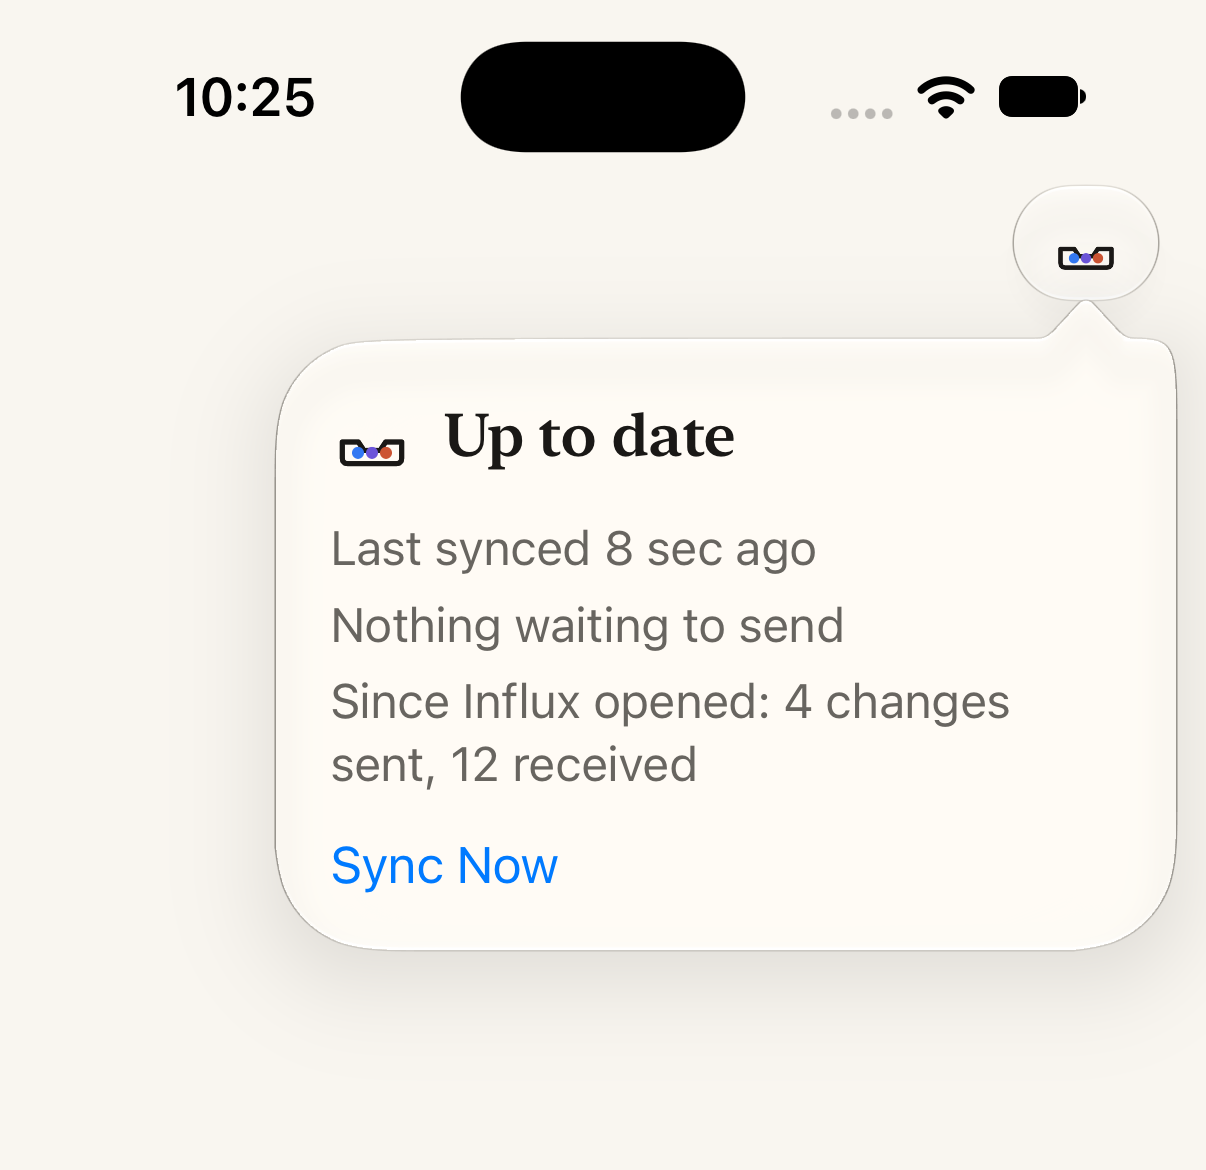 10:25
Up to date
Last synced 8 sec ago
Nothing waiting to send
Since Influx opened: 4 changes
sent, 12 received
Sync Now